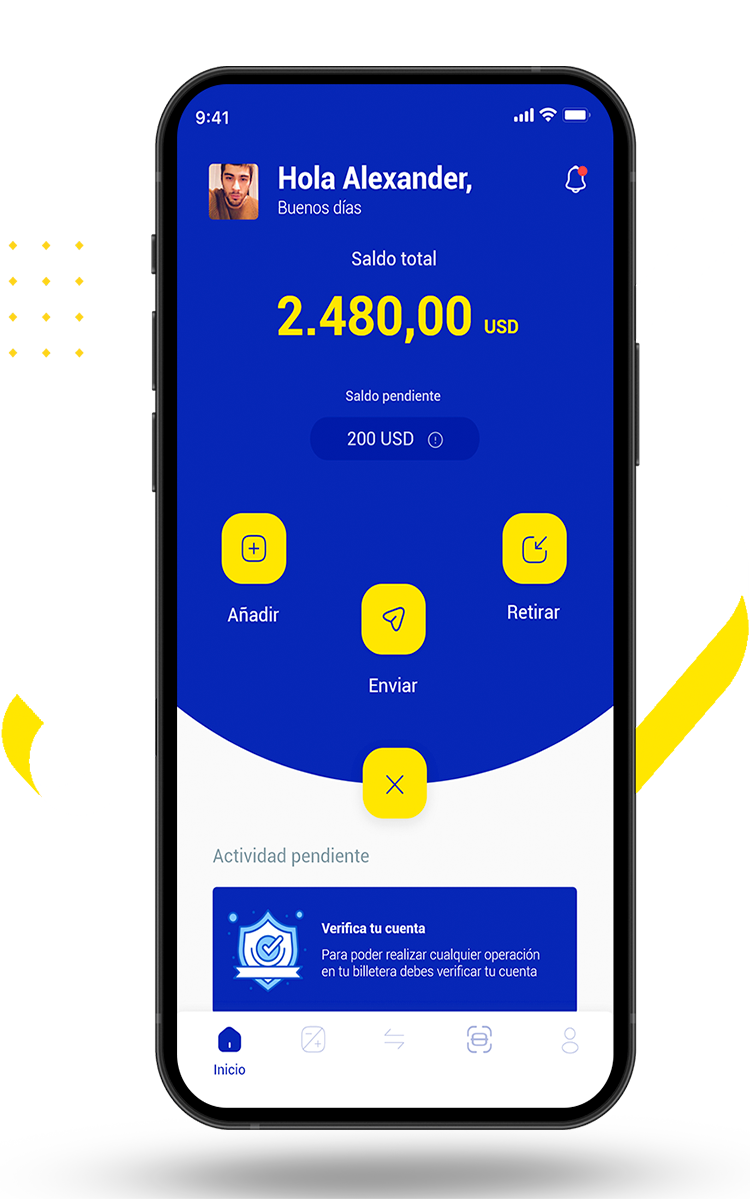 9:41
Hola Alexander,
Buenos días
Saldo total
2.480,00 USD
Saldo pendiente
200 USD
Añadir
Retirar
Enviar
Actividad pendiente
Verifica tu cuenta
Para poder realizar cualquier operación
en tu billetera debes verificar tu cuenta
Inicio